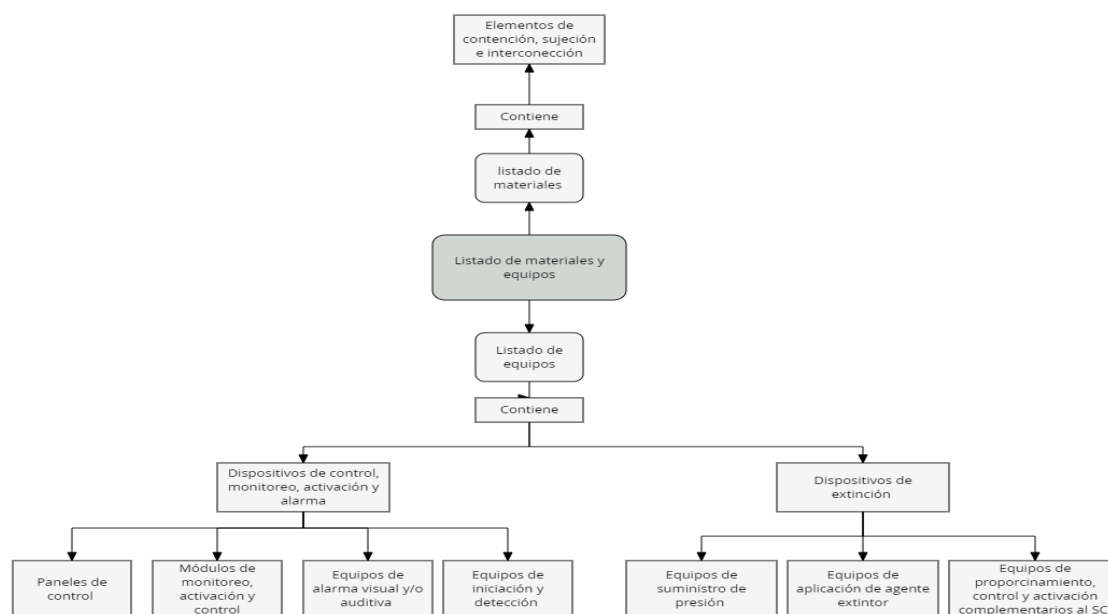 Elementos de
contención, sujeción
e interconección
Contiene
listado de
materiales
Listado de materiales y
equipos
Listado de
equipos
Contiene
Dispositivos de control,
monitoreo, activación y
alarma
Dispositivos de
extinción
Paneles de
control
Módulos de
monitoreo,
activación y
control
Equipos de
alarma visual y/o
auditiva
Equipos de
iniciación y
detección
Equipos de
suministro de
presión
Equipos de
aplicación de agente
extintor
Equipos de
proporcinamiento,
control y activación
complementarios al SCI